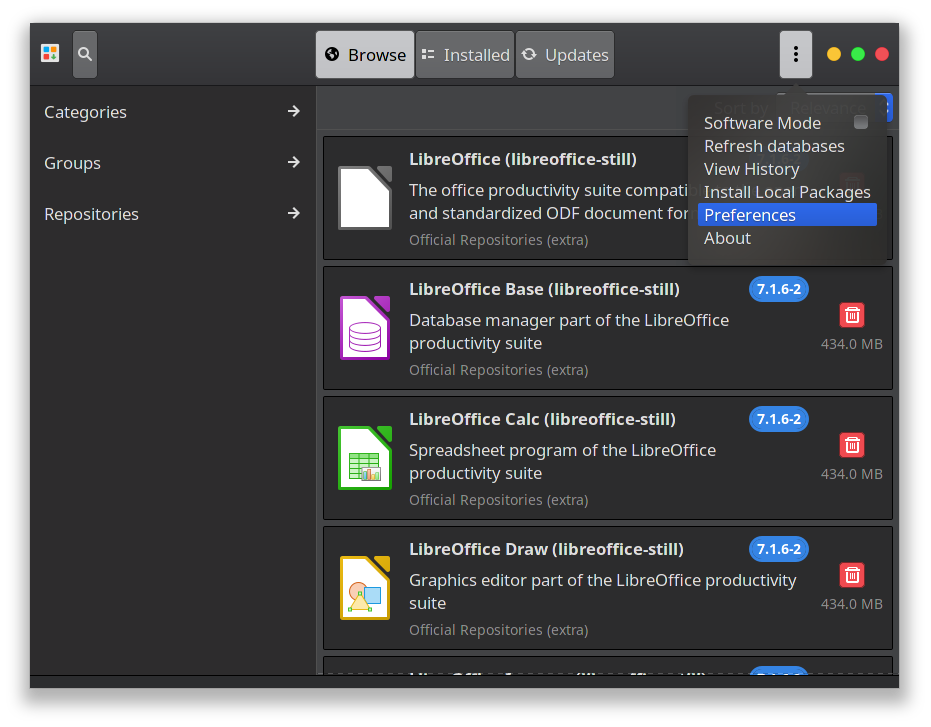 Browse
Installed
Updates
Categories
Groups
Repositories
Sort by
Relevance
Software Mode
Refresh databases
View History
Install Local Packages
Preferences
About
LibreOffice (libreoffice-still)
The office productivity suite compatib
and standardized ODF document for
Official Repositories (extra)
LibreOffice Base (libreoffice-still)
7.1.6-2
Database manager part of the LibreOffice
productivity suite
434.0 MB
Official Repositories (extra)
LibreOffice Calc (libreoffice-still)
7.1.6-2
Spreadsheet program of the LibreOffice
productivity suite
434.0 MB
Official Repositories (extra)
LibreOffice Draw (libreoffice-still)
7.1.6-2
Graphics editor part of the LibreOffice productivity
suite
434.0 MB
Official Repositories (extra)